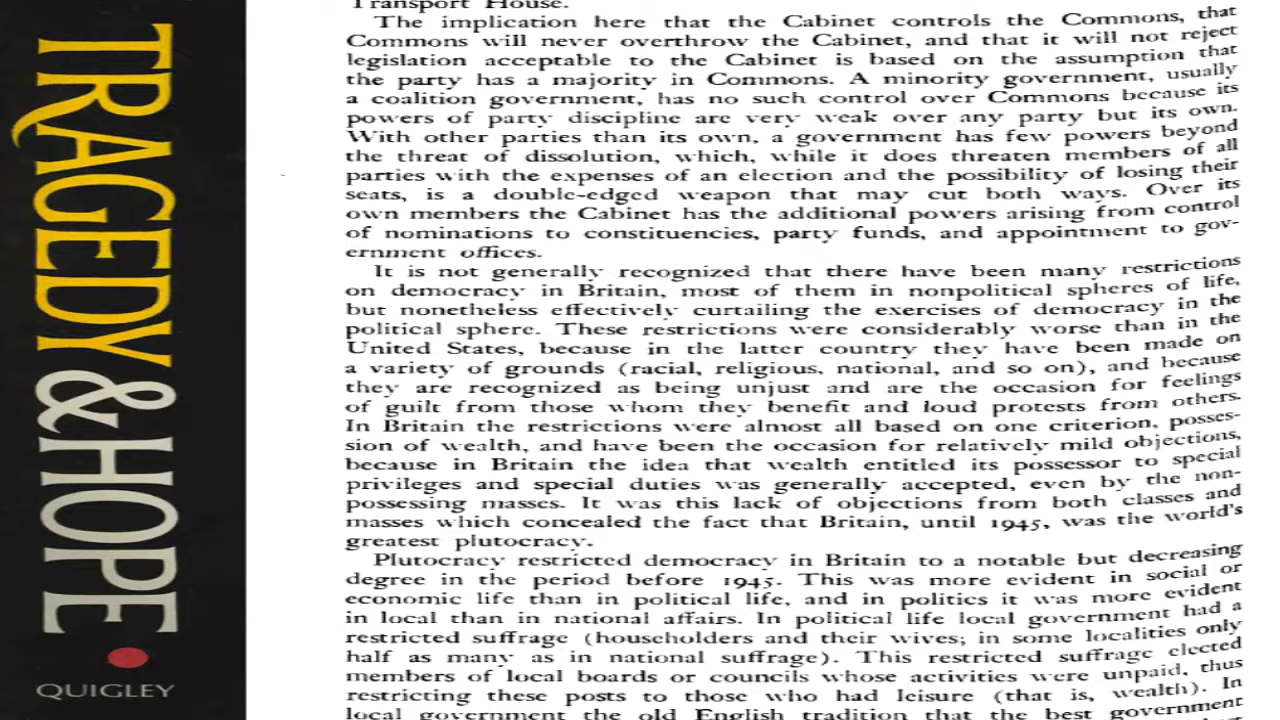 TRAGEDY & HOPE
QUIGLEY
Transport House.
The implication here that the Cabinet controls the Commons, that
Commons will never overthrow the Cabinet, and that it will not reject
legislation acceptable to the Cabinet is based on the assumption that
the party has a majority in Commons. A minority government, usually
a coalition government, has no such control over Commons because its
powers of party discipline are very weak over any party but its own.
With other parties than its own, a government has few powers beyond
the threat of dissolution, which, while it does threaten members of all
parties with the expenses of an election and the possibility of losing their
seats, is a double-edged weapon that may cut both ways. Over its
own members the Cabinet has the additional powers arising from control
of nominations to constituencies, party funds, and appointment to gov-
ernment offices.
It is not generally recognized that there have been many restrictions
on democracy in Britain, most of them in nonpolitical spheres of life,
but nonetheless effectively curtailing the exercises of democracy in the
political sphere. These restrictions were considerably worse than in the
United States, because in the latter country they have been made on
a variety of grounds (racial, religious, national, and so on), and because
they are recognized as being unjust and are the occasion for feelings
of guilt from those whom they benefit and loud protests from others.
In Britain the restrictions were almost all based on one criterion, posses-
sion of wealth, and have been the occasion for relatively mild objections,
because in Britain the idea that wealth entitled its possessor to special
privileges and special duties was generally accepted, even by the non-
possessing masses. It was this lack of objections from both classes and
masses which concealed the fact that Britain, until 1945, was the world's
greatest plutocracy.
Plutocracy restricted democracy in Britain to a notable but decreasing
degree in the period before 1945. This was more evident in social or
economic life than in political life, and in politics it was more evident
in local than in national affairs. In political life local government had a
restricted suffrage (householders and their wives; in some localities only
half as many as in national suffrage). This restricted suffrage elected
members of local boards or councils whose activities were unpaid, thus
restricting these posts to those who had leisure (that is, wealth). In
local government the old English tradition that the best government